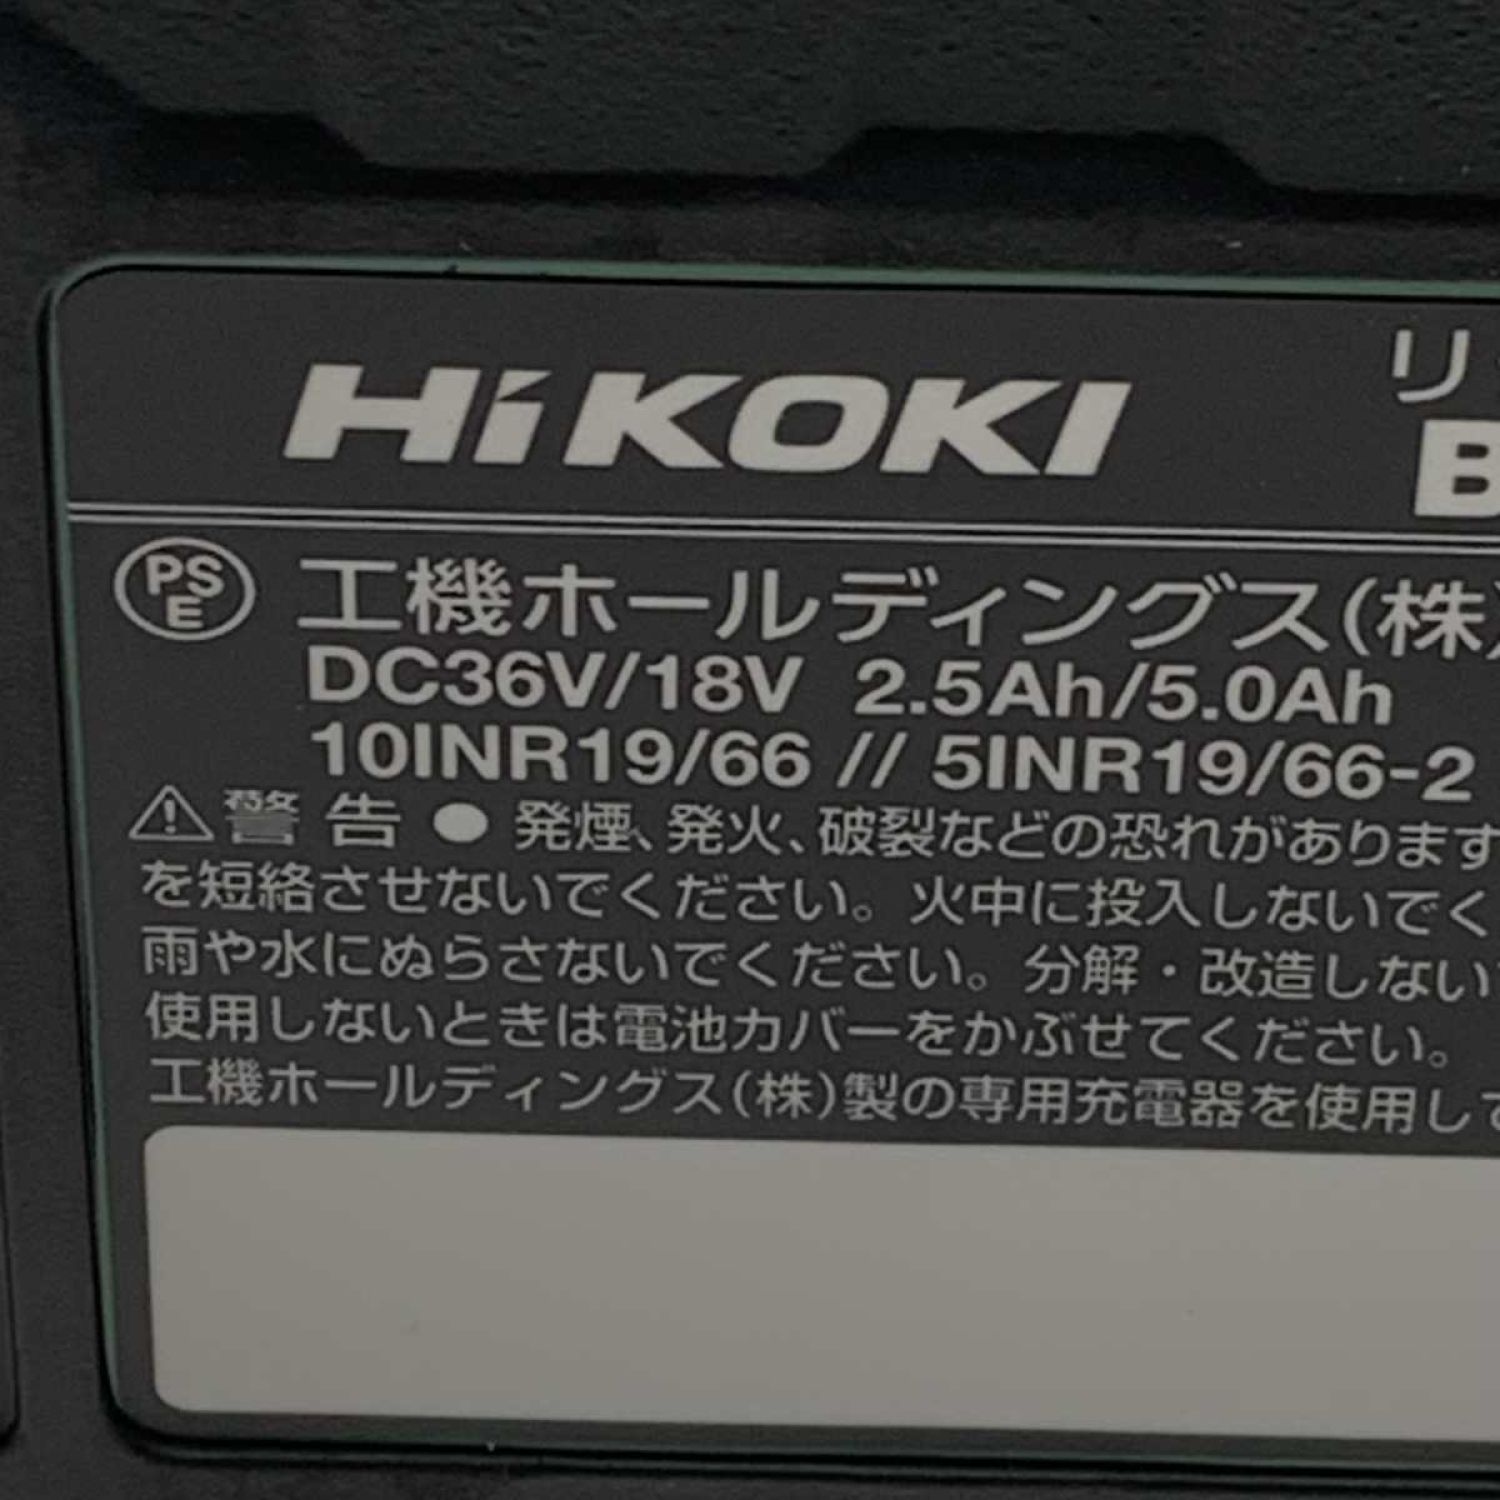 HiKOKI
リ
B
PSE 工機ホールディングス(株)
DC36V/18V 2.5Ah/5.0Ah
10INR19/66 // 5INR19/66-2
⚠警告 ●発煙、発火、破裂などの恐れがあります
を短絡させないでください。火中に投入しないでく
雨や水にぬらさないでください。分解・改造しない
使用しないときは電池カバーをかぶせてください。
工機ホールディングス(株)製の専用充電器を使用して